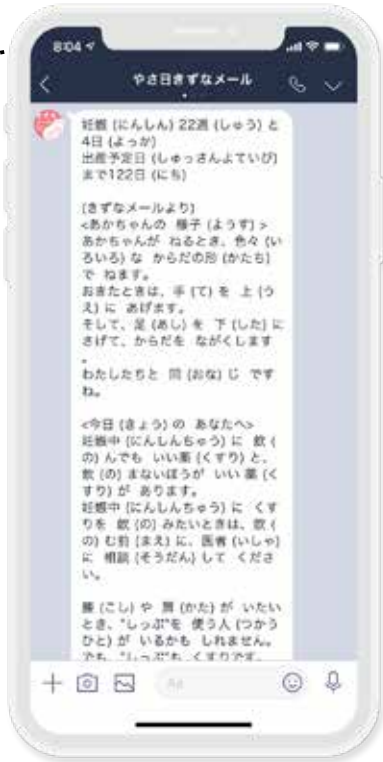 8:04
やさ日きずなメール
妊娠 (にんしん) 22週 (しゅう) と
4日 (よっか)
出産予定日 (しゅっさんよていび)
まで122日 (にち)
[きずなメールより]
<あかちゃんの 様子 (ようす) >
あかちゃんが ねるとき、色々 (い
ろいろ) な からだの形 (かたち)
で ねます。
おきたときは、手 (て) を 上 (う
え) に あげます。
そして、足 (あし) を 下 (した) に
さげて、からだを ながくします
。
わたしたちと 同 (おな) じ です
ね。
<今日 (きょう) の あなたへ>
妊娠中 (にんしんちゅう) に 飲 (
の) んでも いい薬 (くすり) と、
飲 (の) まないほうが いい 薬 (く
すり) が あります。
妊娠中 (にんしんちゅう) に くす
りを 飲 (の) みたいときは、飲 (
の) む前 (まえ) に、医者 (いしゃ)
に 相談 (そうだん) して くださ
い。
腰 (こし) や 肩 (かた) が いたい
とき、"しっぷ"を 使う人 (つかう
ひと) が いるかも しれません。
でも、"しっぷ"も くすりです。
Aa